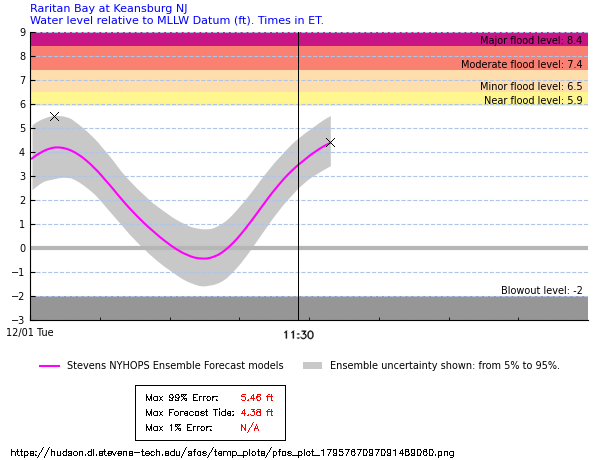 Raritan Bay at Keansburg NJ
Water level relative to MLLW Datum (ft). Times in ET.
9
Major flood level: 8.4
8
Moderate flood level: 7.4
7
Minor flood level: 6.5
Near flood level: 5.9
6
5
4
3
2
1
0
−1
Blowout level: -2
−2
−3
12/01 Tue
11:30
Stevens NYHOPS Ensemble Forecast models
Ensemble uncertainty shown: from 5% to 95%.
Max 99% Error: 5.46 ft
Max Forecast Tide: 4.38 ft
Max 1% Error: N/A
https://hudson.dl.stevens-tech.edu/sfas/temp_plots/pfas_plot_1795767097091469060.png